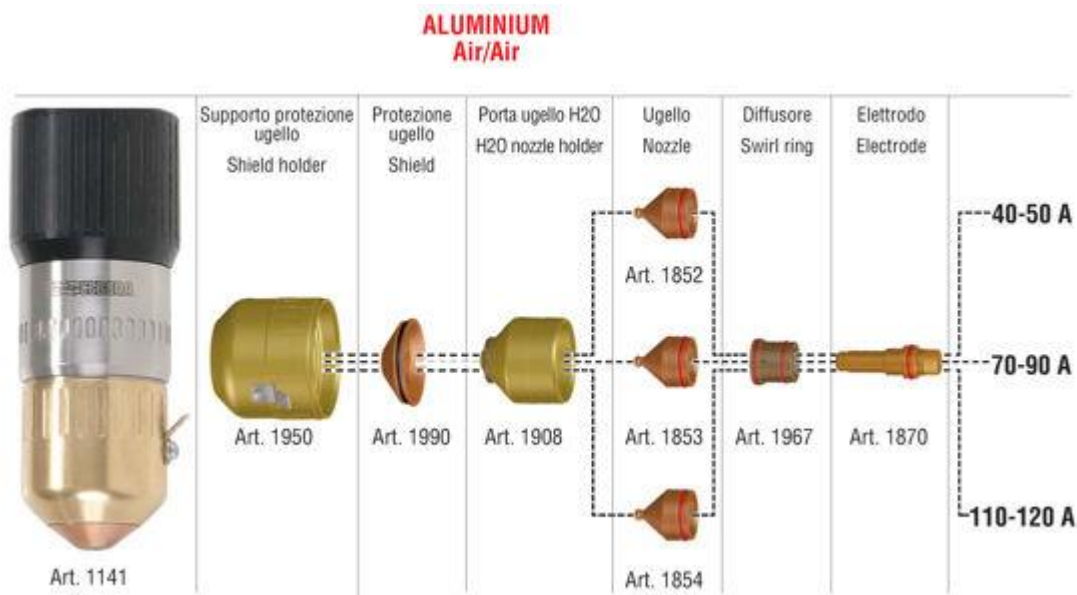 ALUMINIUM
Air/Air
Supporto protezione
ugello
Shield holder
Protezione
ugello
Shield
Porta ugello H2O
H2O nozzle holder
Ugello
Nozzle
Diffusore
Swirl ring
Elettrodo
Electrode
40-50 A
Art. 1852
70-90 A
Art. 1950
Art. 1990
Art. 1908
Art. 1853
Art. 1967
Art. 1870
110-120 A
Art. 1141
Art. 1854